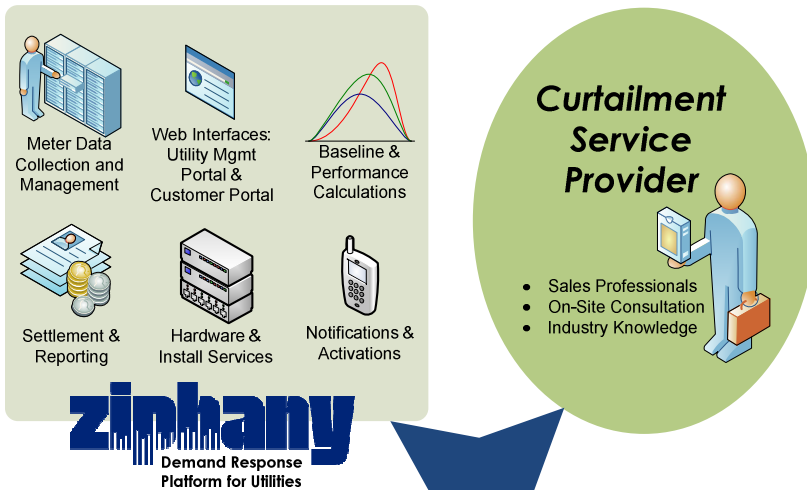 Meter Data
Collection and
Management
Web Interfaces:
Utility Mgmt
Portal &
Customer Portal
Baseline &
Performance
Calculations
Settlement &
Reporting
Hardware &
Install Services
Notifications &
Activations
ziphany
Demand Response
Platform for Utilities
Curtailment
Service
Provider
• Sales Professionals
• On-Site Consultation
• Industry Knowledge